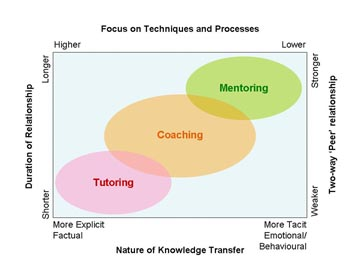 Focus on Techniques and Processes
Higher
Lower
Longer
Stronger
Mentoring
Duration of Relationship
Coaching
Two-way 'Peer' relationship
Tutoring
Shorter
Weaker
More Explicit
Factual
More Tacit
Emotional/
Behavioural
Nature of Knowledge Transfer